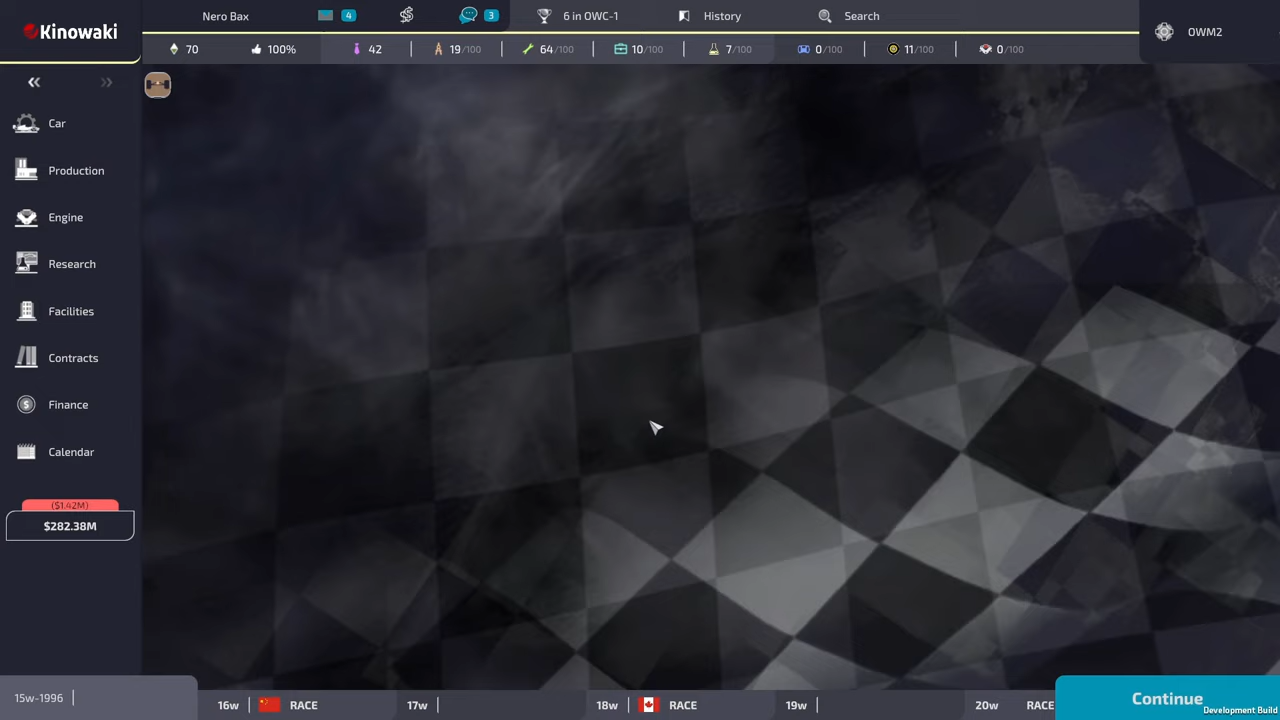 Kinowaki
Nero Bax
4
3
6 in OWC-1
History
Search
OWM2
70
100%
42
19/100
64/100
10/100
7/100
0/100
11/100
0/100
Car
Production
Engine
Research
Facilities
Contracts
Finance
Calendar
($1.42M)
$282.38M
15w-1996
16w
RACE
17w
18w
RACE
19w
20w
RACE
Continue
Development Build